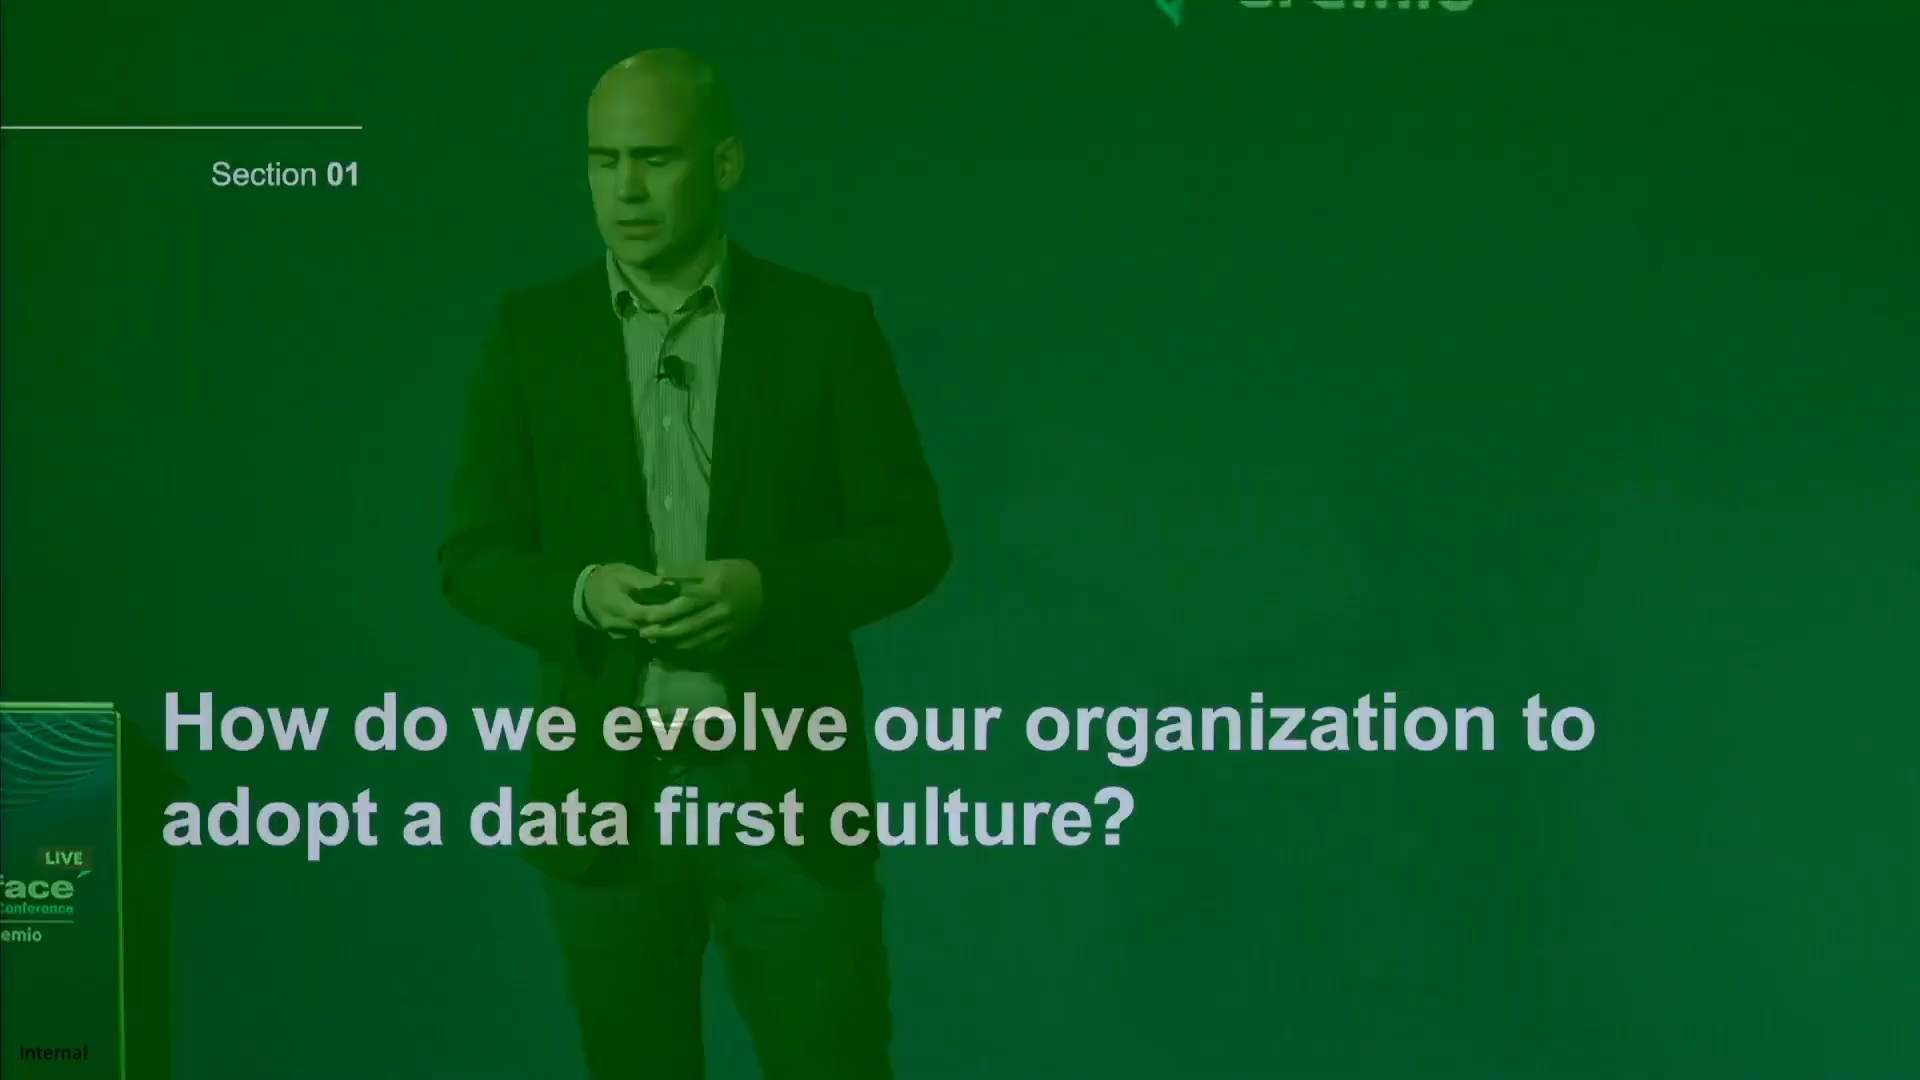 Section 01
How do we evolve our organization to
adopt a data first culture?
LIVE
face
Conference
emio
Internal